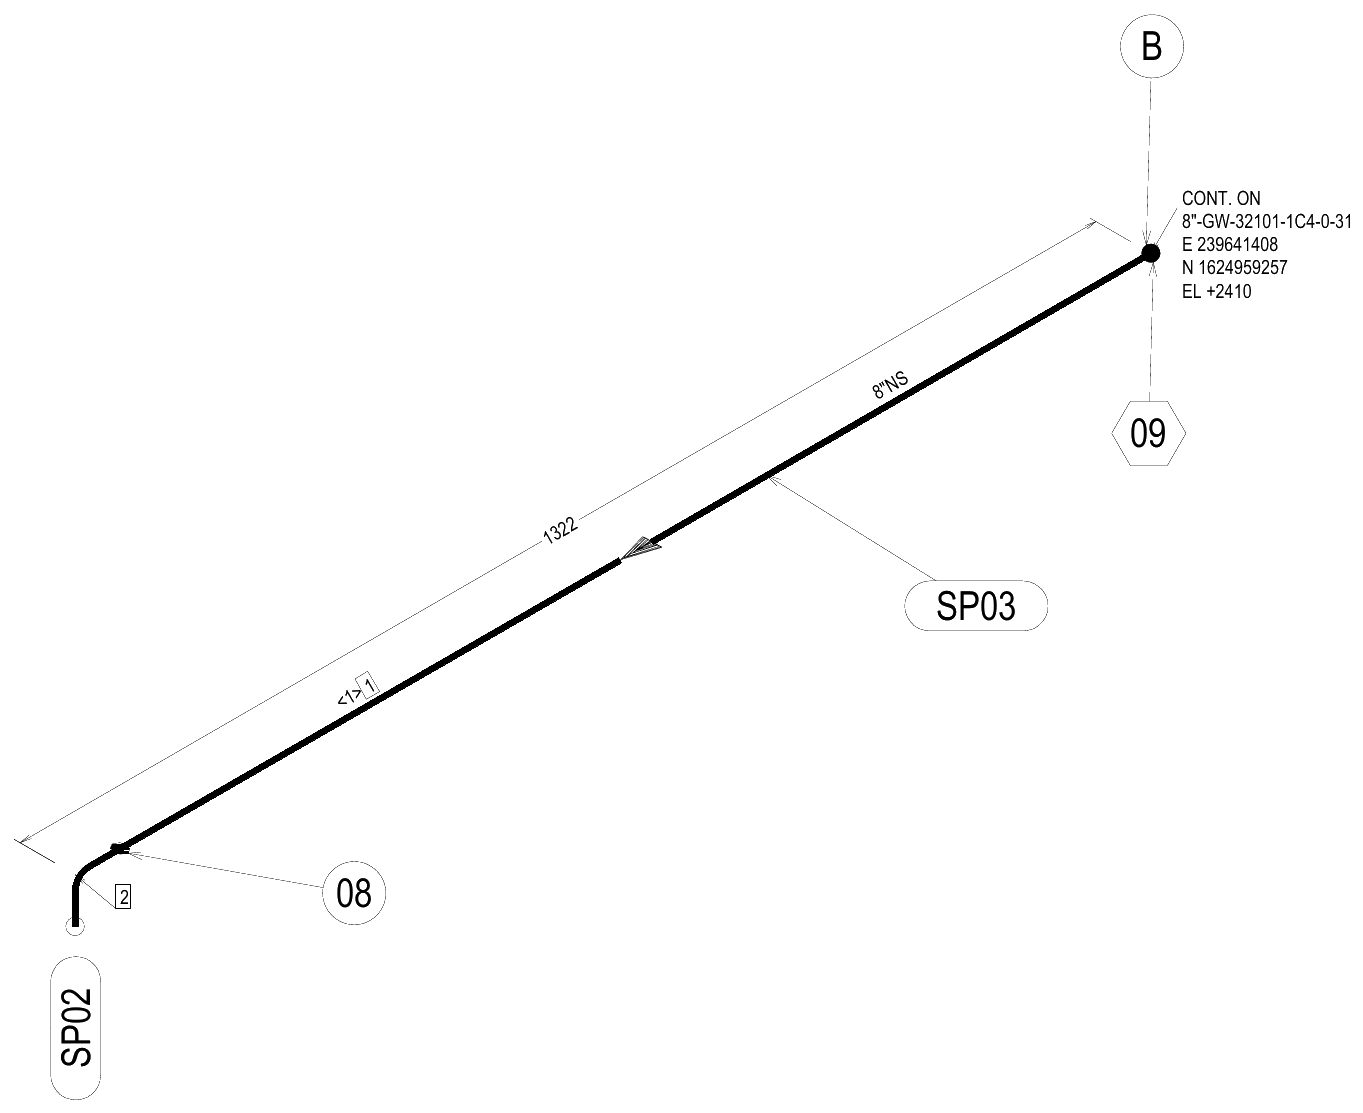 B
CONT. ON
8"-GW-32101-1C4-0-31
E 239641408
N 1624959257
EL +2410
8"NS
09
1322
SP03
<1> 1
08
2
SP02